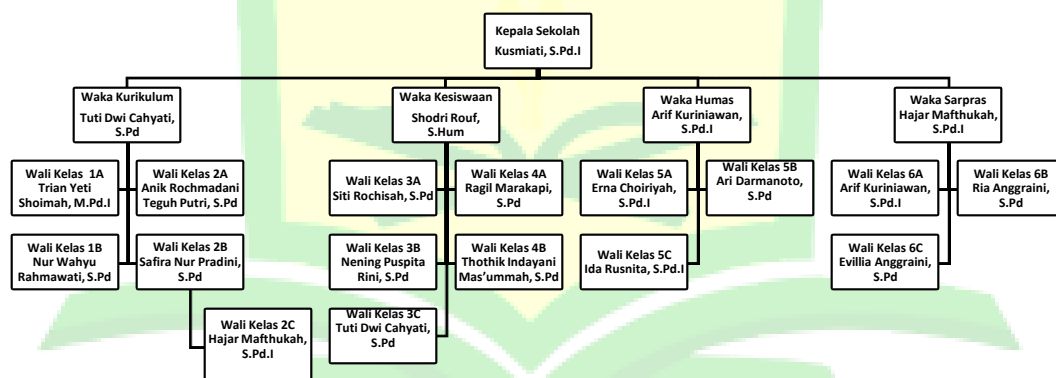 Kepala Sekolah
Kusmiati, S.Pd.I
Waka Kurikulum
Tuti Dwi Cahyati,
S.Pd
Waka Kesiswaan
Shodri Rouf,
S.Hum
Waka Humas
Arif Kuriniawan,
S.Pd.I
Waka Sarpras
Hajar Mafthukah,
S.Pd.I
Wali Kelas 1A
Trian Yeti
Shoimah, M.Pd.I
Wali Kelas 2A
Anik Rochmadani
Teguh Putri, S.Pd
Wali Kelas 3A
Siti Rochisah, S.Pd
Wali Kelas 4A
Ragil Marakapi,
S.Pd
Wali Kelas 5A
Erna Choiriyah,
S.Pd.I
Wali Kelas 5B
Ari Darmanoto,
S.Pd
Wali Kelas 6A
Arif Kuriniawan,
S.Pd.I
Wali Kelas 6B
Ria Anggraini,
S.Pd
Wali Kelas 1B
Nur Wahyu
Rahmawati, S.Pd
Wali Kelas 2B
Safira Nur Pradini,
S.Pd
Wali Kelas 3B
Nening Puspita
Rini, S.Pd
Wali Kelas 4B
Thothik Indayani
Mas’ummah, S.Pd
Wali Kelas 5C
Ida Rusnita, S.Pd.I
Wali Kelas 6C
Evillia Anggraini,
S.Pd
Wali Kelas 2C
Hajar Mafthukah,
S.Pd.I
Wali Kelas 3C
Tuti Dwi Cahyati,
S.Pd